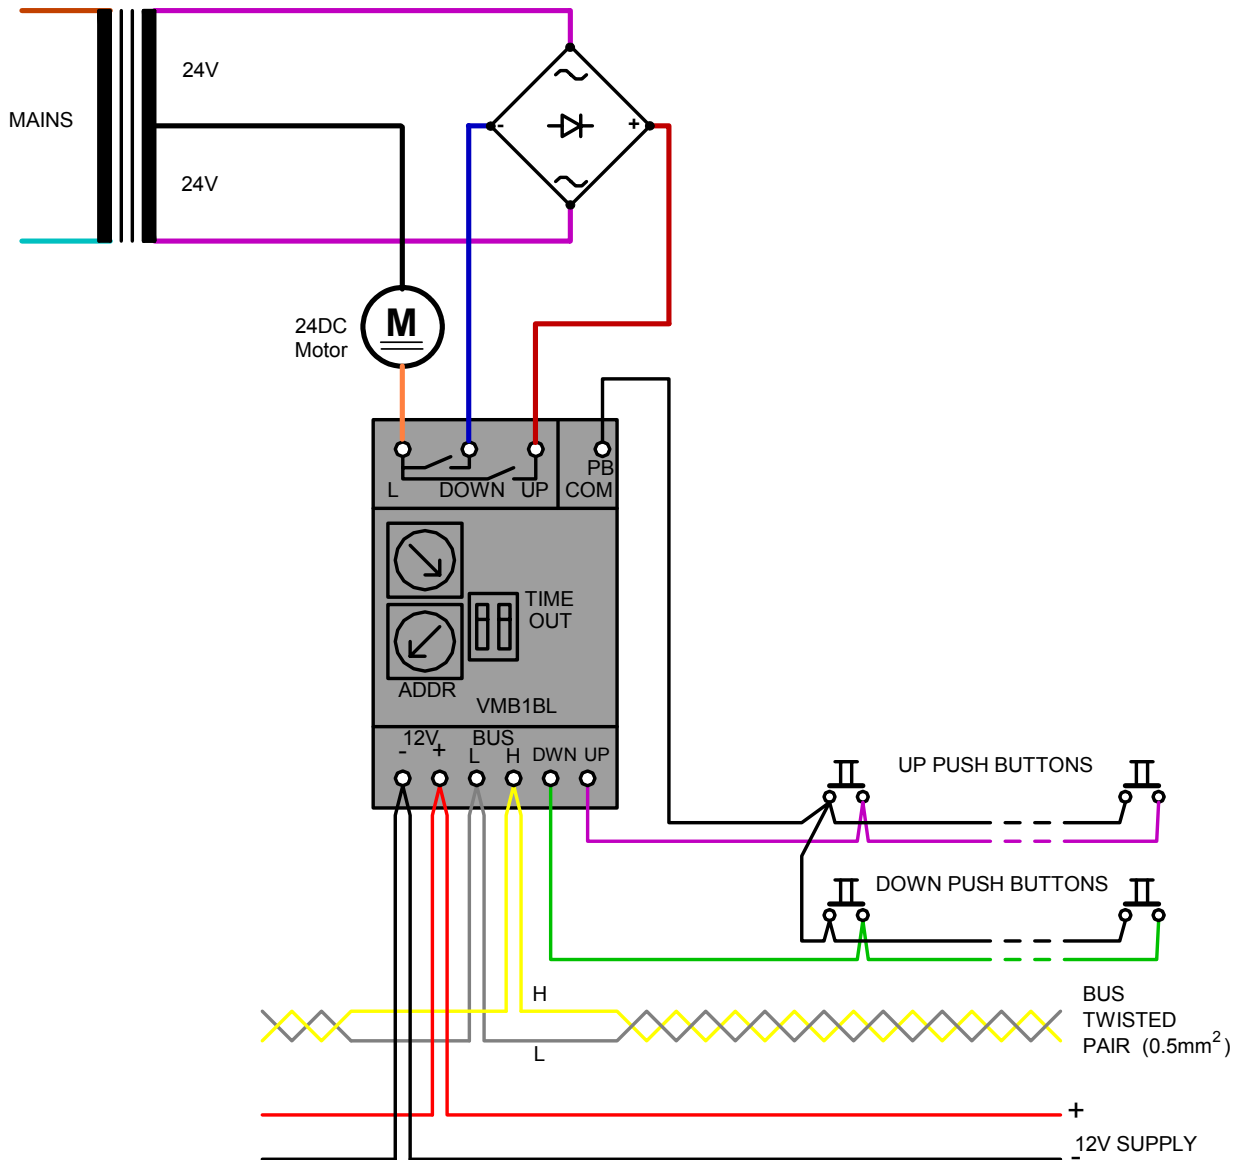 24V
MAINS
24V
-
+
24DC
Motor
M
PB
L DOWN UP COM
TIME
OUT
ADDR
VMB1BL
12V BUS
- + L H DWN UP
UP PUSH BUTTONS
DOWN PUSH BUTTONS
H
BUS
TWISTED
PAIR (0.5mm²)
L
+
12V SUPPLY
-